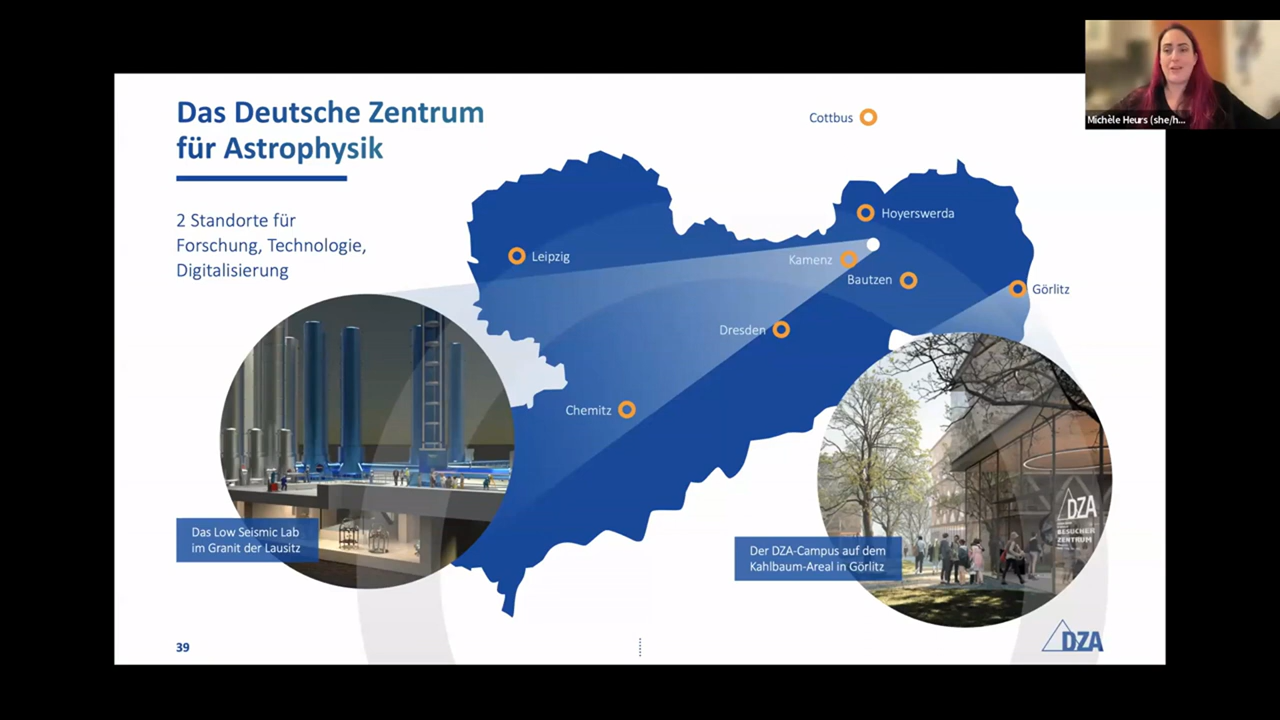 Das Deutsche Zentrum
für Astrophysik
2 Standorte für
Forschung, Technologie,
Digitalisierung
Cottbus
Hoyerswerda
Leipzig
Kamenz
Bautzen
Görlitz
Dresden
Chemitz
Das Low Seismic Lab
im Granit der Lausitz
Der DZA-Campus auf dem
Kahlbaum-Areal in Görlitz
DZA
BESUCHER
ZENTRUM
39
DZA
Michèle Heurs (she/h...